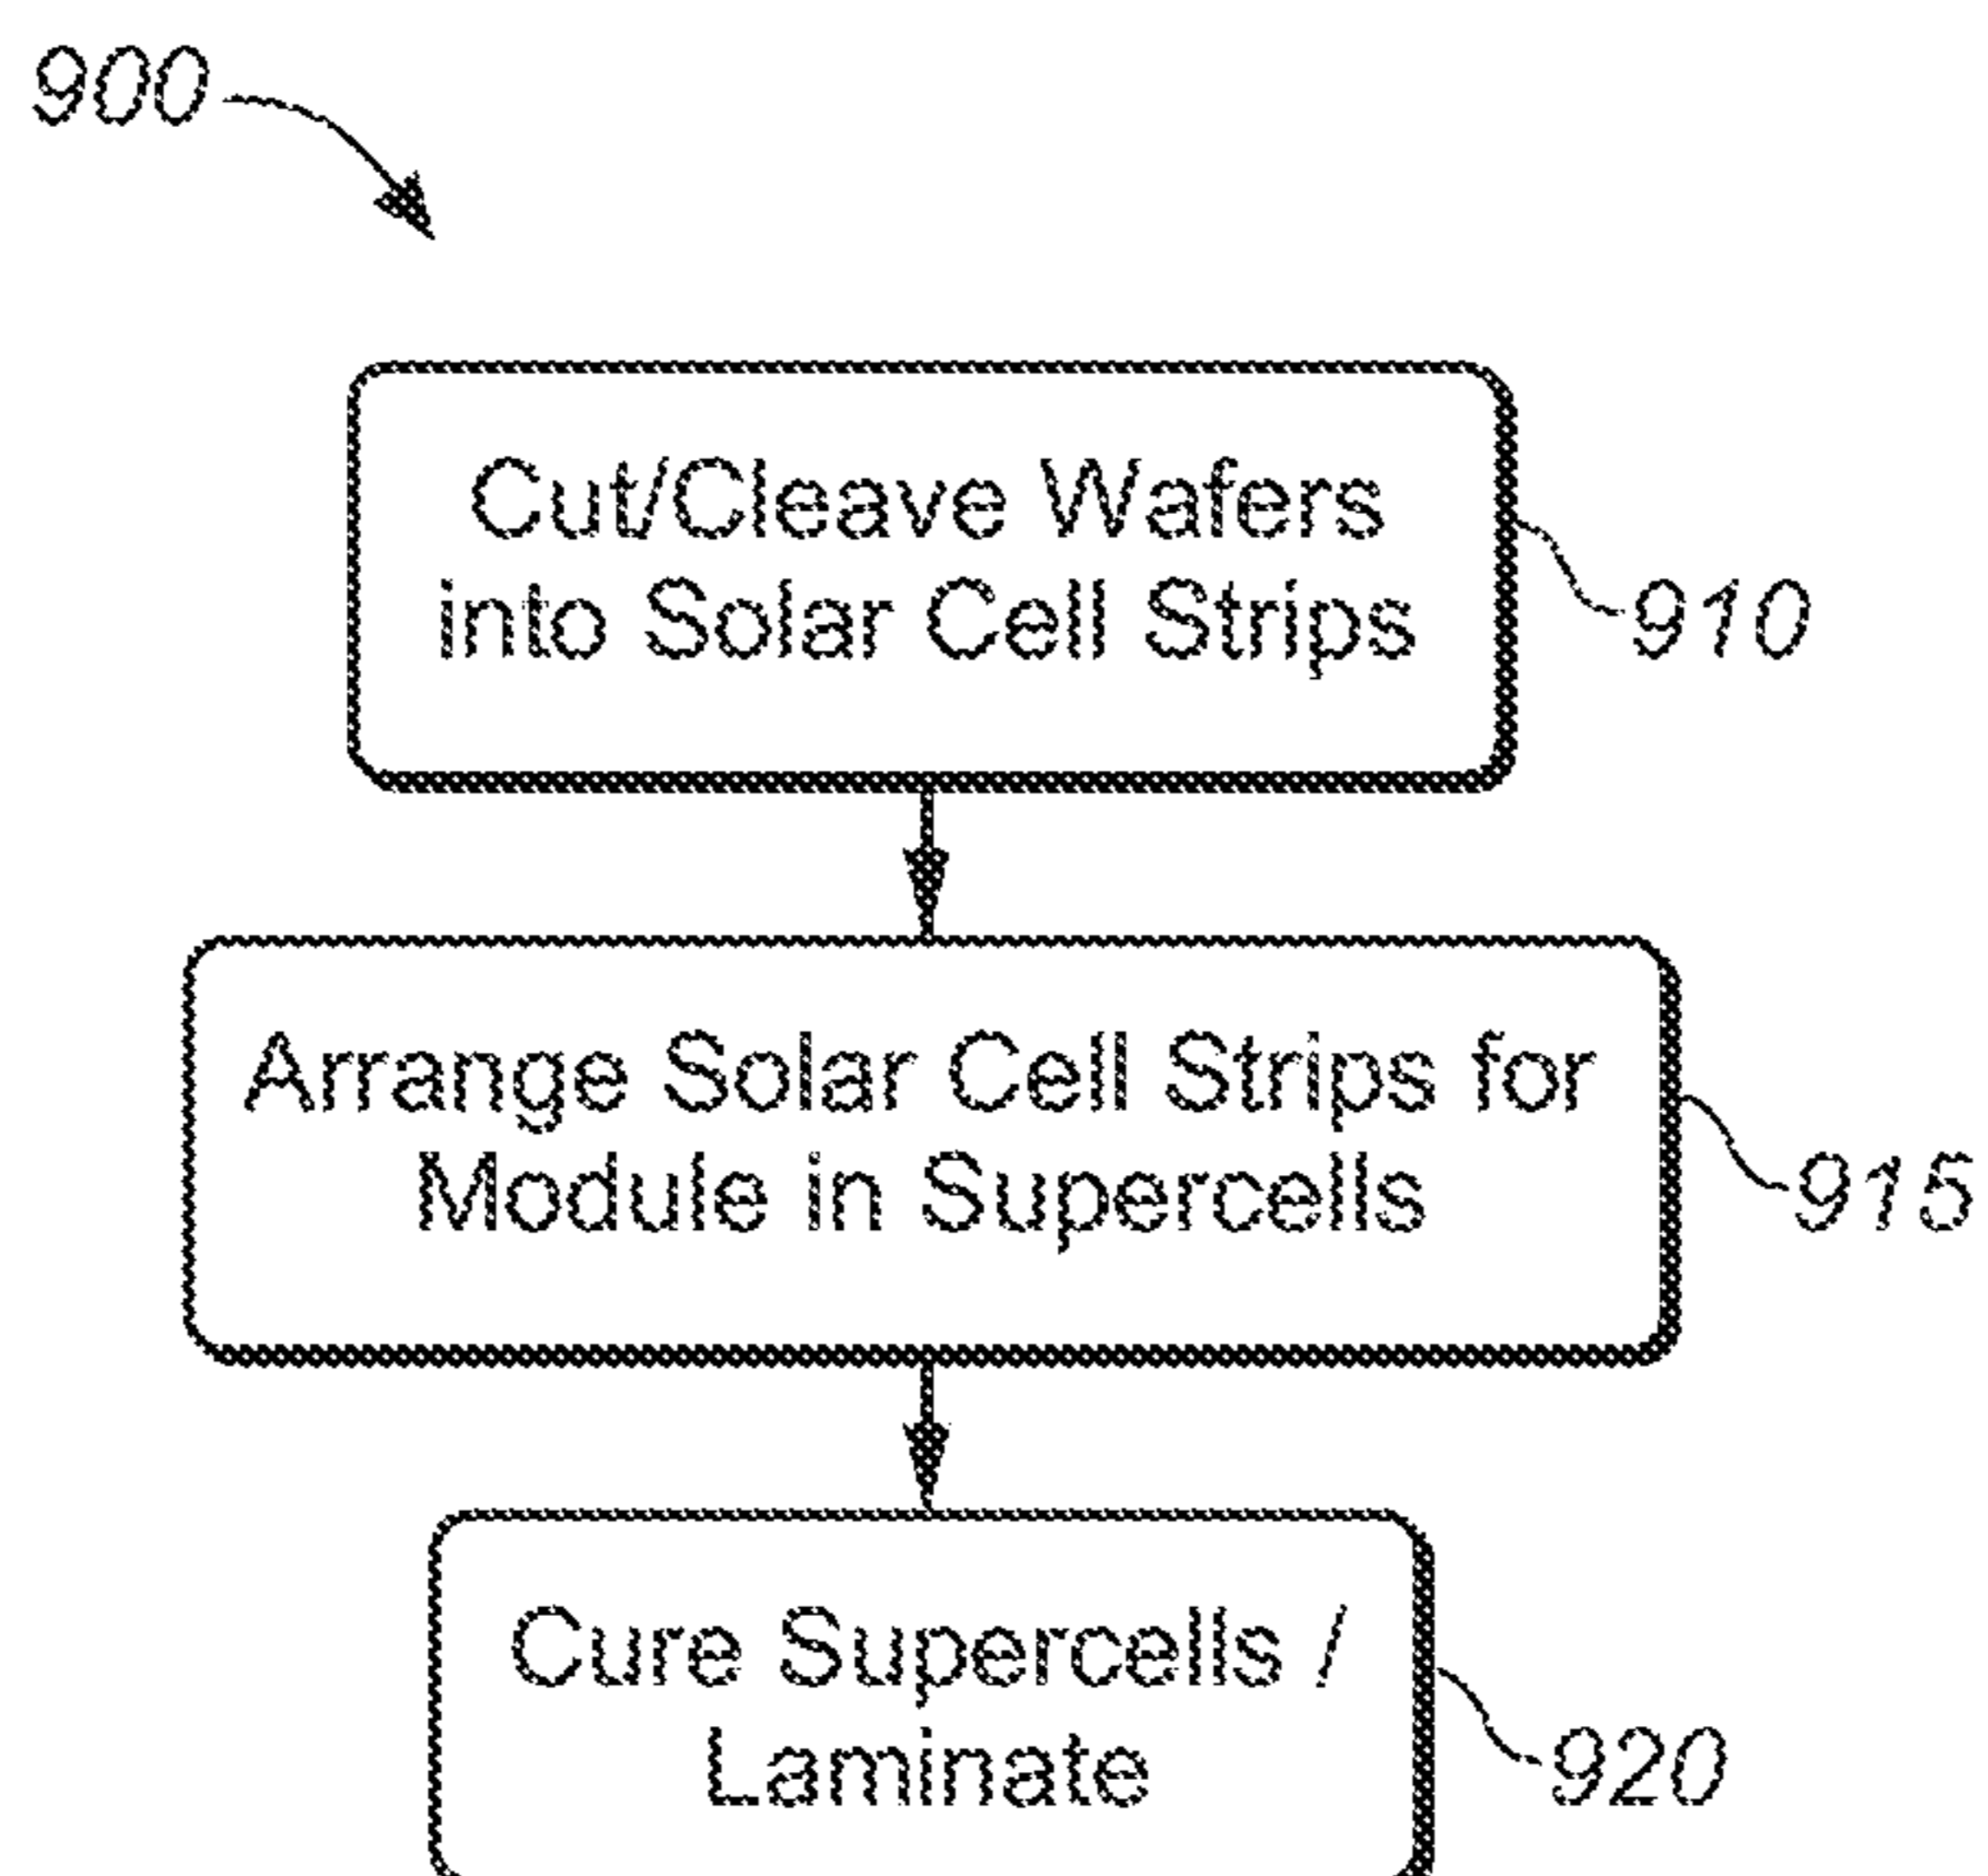 900
Cut/Cleave Wafers
into Solar Cell Strips
910
Arrange Solar Cell Strips for
Module in Supercells
915
Cure Supercells /
Laminate
920